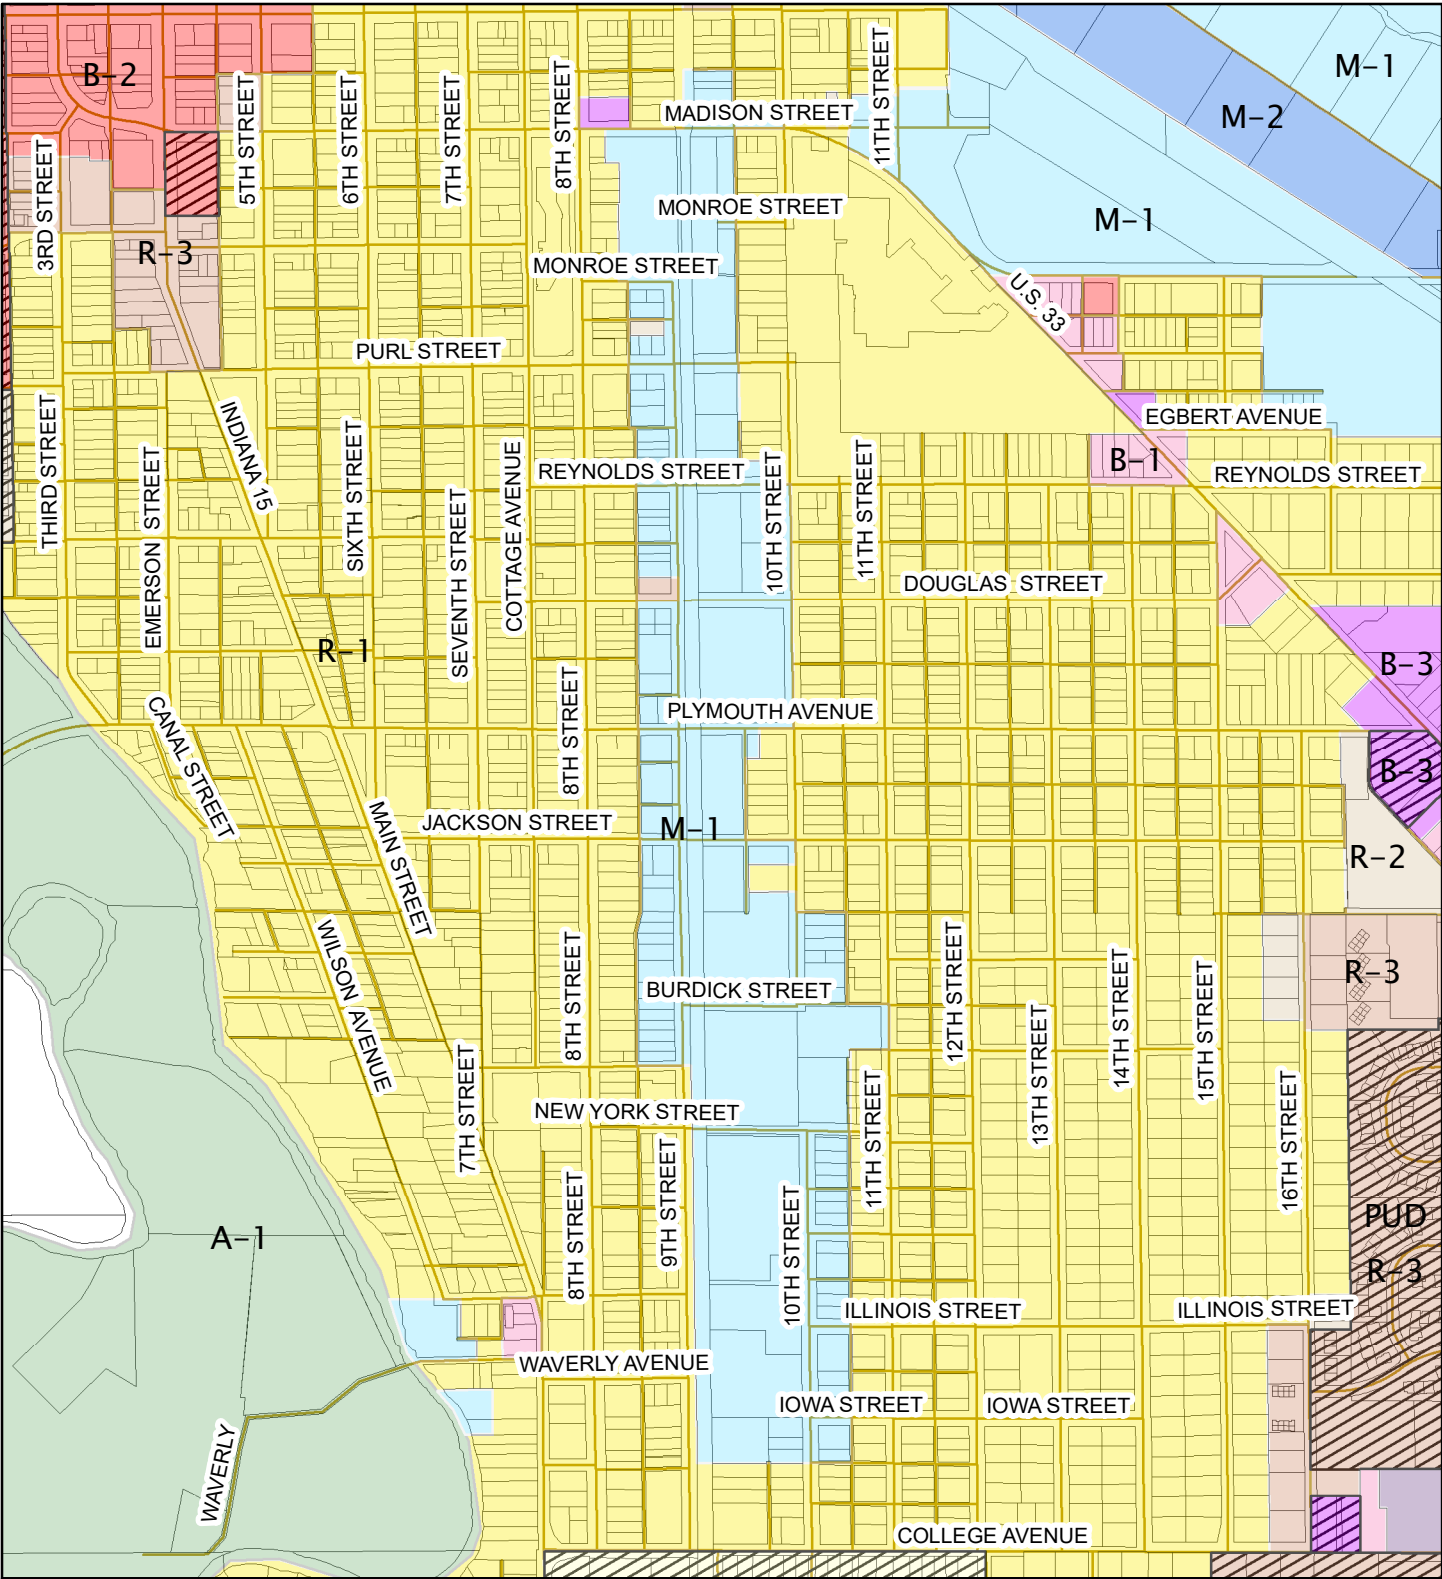 B-2
M-1
M-2
MADISON STREET
11TH STREET
8TH STREET
5TH STREET
6TH STREET
7TH STREET
3RD STREET
MONROE STREET
M-1
R-3
MONROE STREET
U.S. 33
PURL STREET
EGBERT AVENUE
THIRD STREET
INDIANA 15
EMERSON STREET
SIXTH STREET
COTTAGE AVENUE
REYNOLDS STREET
10TH STREET
11TH STREET
B-1
REYNOLDS STREET
SEVENTH STREET
DOUGLAS STREET
R-1
B-3
8TH STREET
PLYMOUTH AVENUE
CANAL STREET
B-3
MAIN STREET
JACKSON STREET
M-1
R-2
WILSON AVENUE
8TH STREET
BURDICK STREET
12TH STREET
14TH STREET
15TH STREET
R-3
13TH STREET
7TH STREET
NEW YORK STREET
11TH STREET
16TH STREET
9TH STREET
8TH STREET
10TH STREET
A-1
PUD
R-3
ILLINOIS STREET
ILLINOIS STREET
WAVERLY AVENUE
IOWA STREET
IOWA STREET
WAVERLY
COLLEGE AVENUE